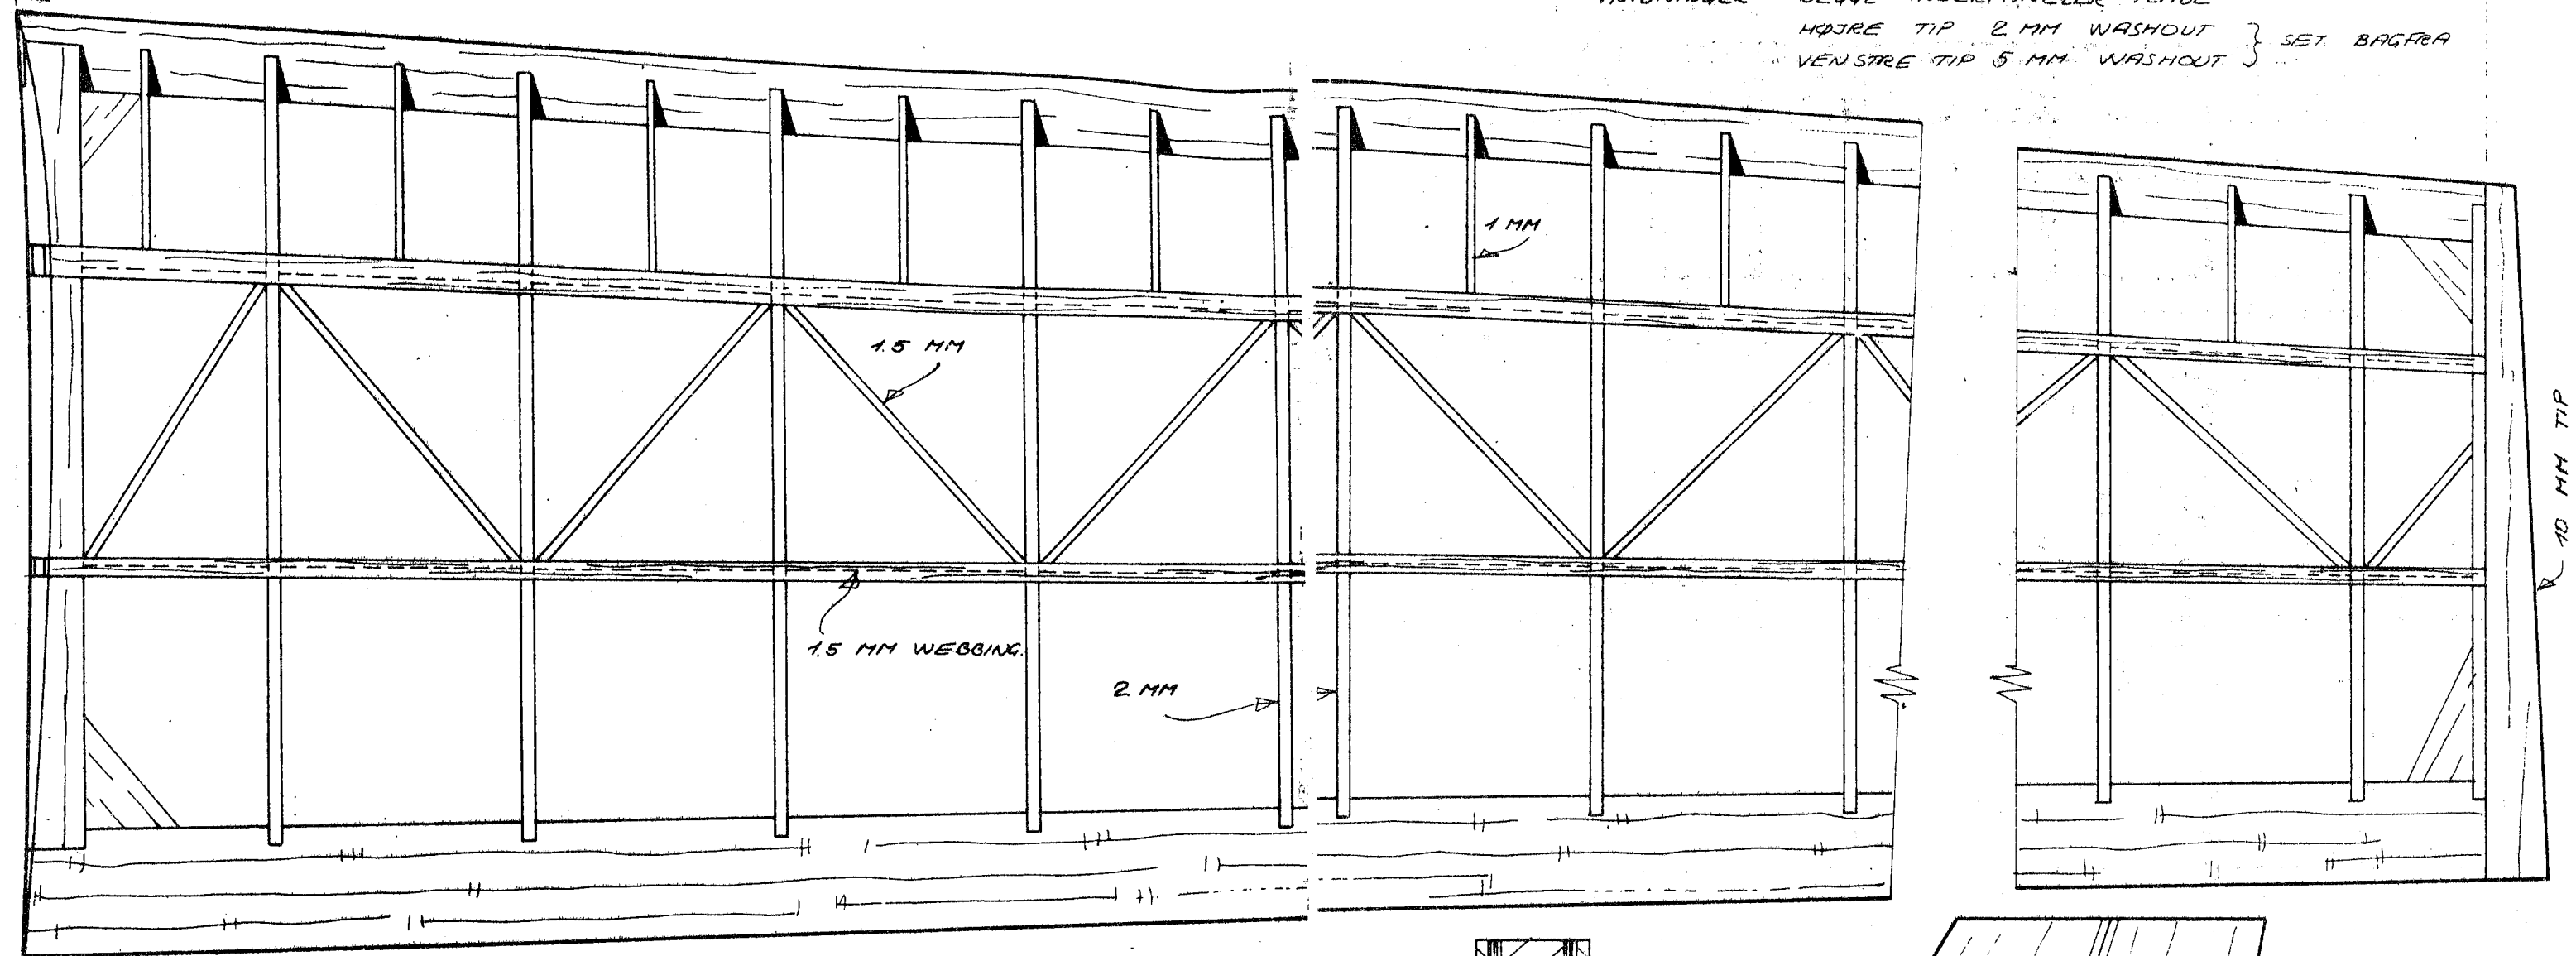 HØJRE TIP 2 MM WASHOUT } SET BAGFRA
VENSTRE TIP 5 MM WASHOUT }
1 MM
1.5 MM
10 MM TIP
1.5 MM WEBBING.
2 MM